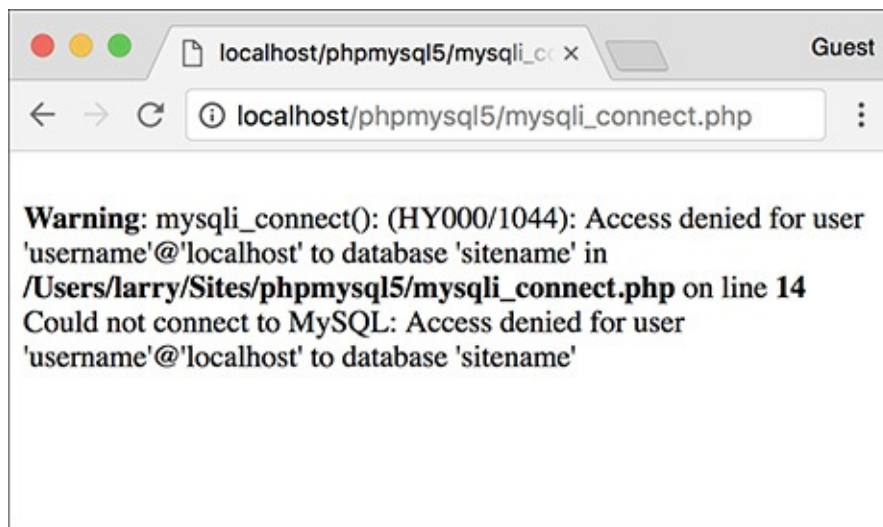 localhost/phpmysql5/mysqli_c
Guest
localhost/phpmysql5/mysqli_connect.php
Warning: mysqli_connect(): (HY000/1044): Access denied for user
'username'@'localhost' to database 'sitename' in
/Users/larry/Sites/phpmysql5/mysqli_connect.php on line 14
Could not connect to MySQL: Access denied for user
'username'@'localhost' to database 'sitename'